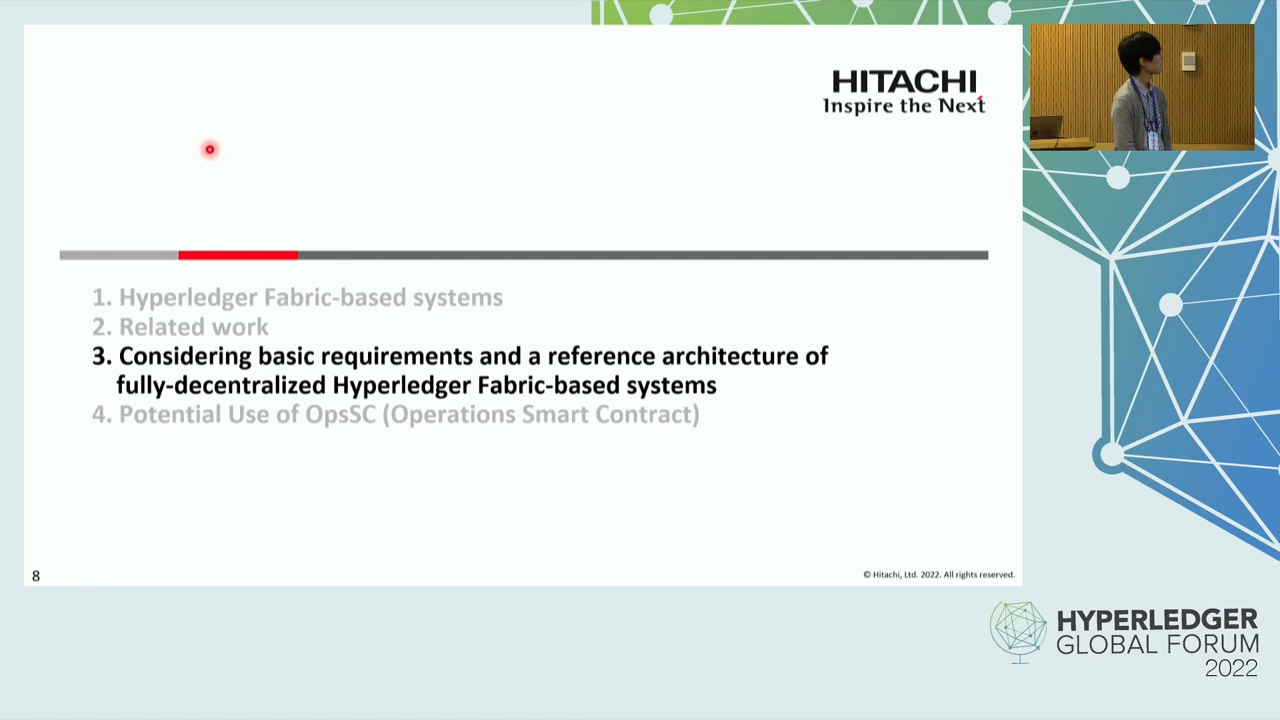 HITACHI
Inspire the Next
1. Hyperledger Fabric-based systems
2. Related work
3. Considering basic requirements and a reference architecture of
fully-decentralized Hyperledger Fabric-based systems
4. Potential Use of OpsSC (Operations Smart Contract)
8
© Hitachi, Ltd. 2022. All rights reserved.
HYPERLEDGER
GLOBAL FORUM
2022